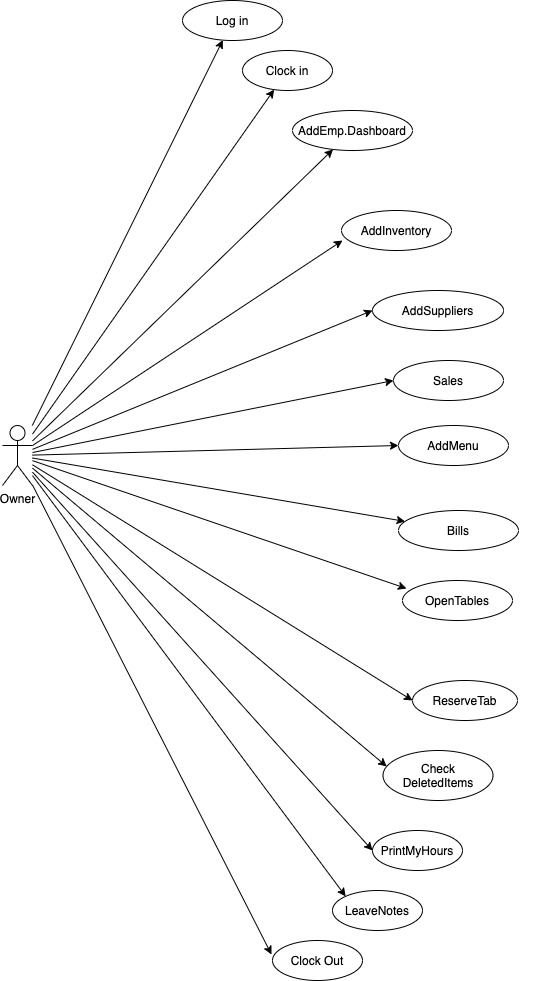 Log in
Clock in
AddEmp.Dashboard
AddInventory
AddSuppliers
Sales
AddMenu
Owner
Bills
OpenTables
ReserveTab
Check
DeletedItems
PrintMyHours
LeaveNotes
Clock Out